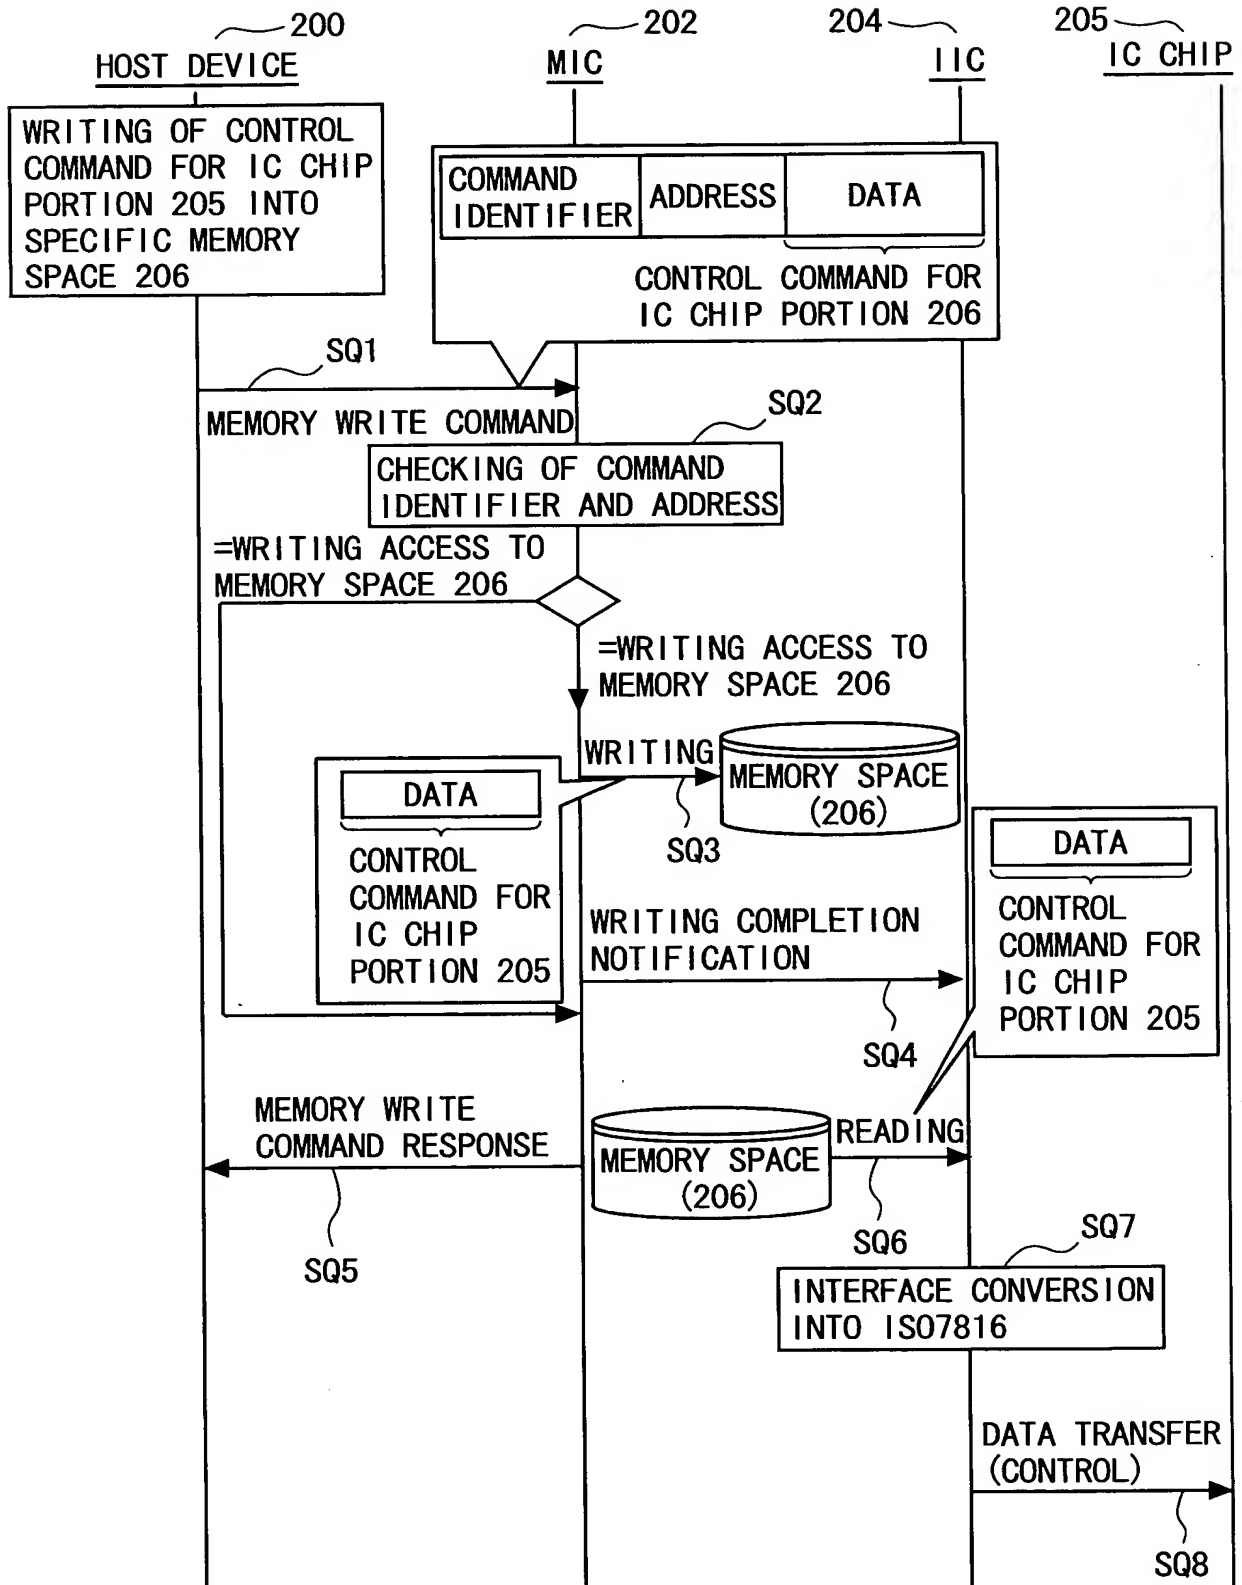 200
202
204
205
HOST DEVICE
MIC
IIC
IC CHIP
WRITING OF CONTROL
COMMAND FOR IC CHIP
PORTION 205 INTO
SPECIFIC MEMORY
SPACE 206
COMMAND
IDENTIFIER
ADDRESS
DATA
CONTROL COMMAND FOR
IC CHIP PORTION 206
SQ1
MEMORY WRITE COMMAND
SQ2
CHECKING OF COMMAND
IDENTIFIER AND ADDRESS
=WRITING ACCESS TO
MEMORY SPACE 206
=WRITING ACCESS TO
MEMORY SPACE 206
WRITING
MEMORY SPACE
(206)
SQ3
DATA
CONTROL
COMMAND FOR
IC CHIP
PORTION 205
DATA
CONTROL
COMMAND FOR
IC CHIP
PORTION 205
WRITING COMPLETION
NOTIFICATION
SQ4
MEMORY WRITE
COMMAND RESPONSE
SQ5
MEMORY SPACE
(206)
READING
SQ6
SQ7
INTERFACE CONVERSION
INTO ISO7816
DATA TRANSFER
(CONTROL)
SQ8